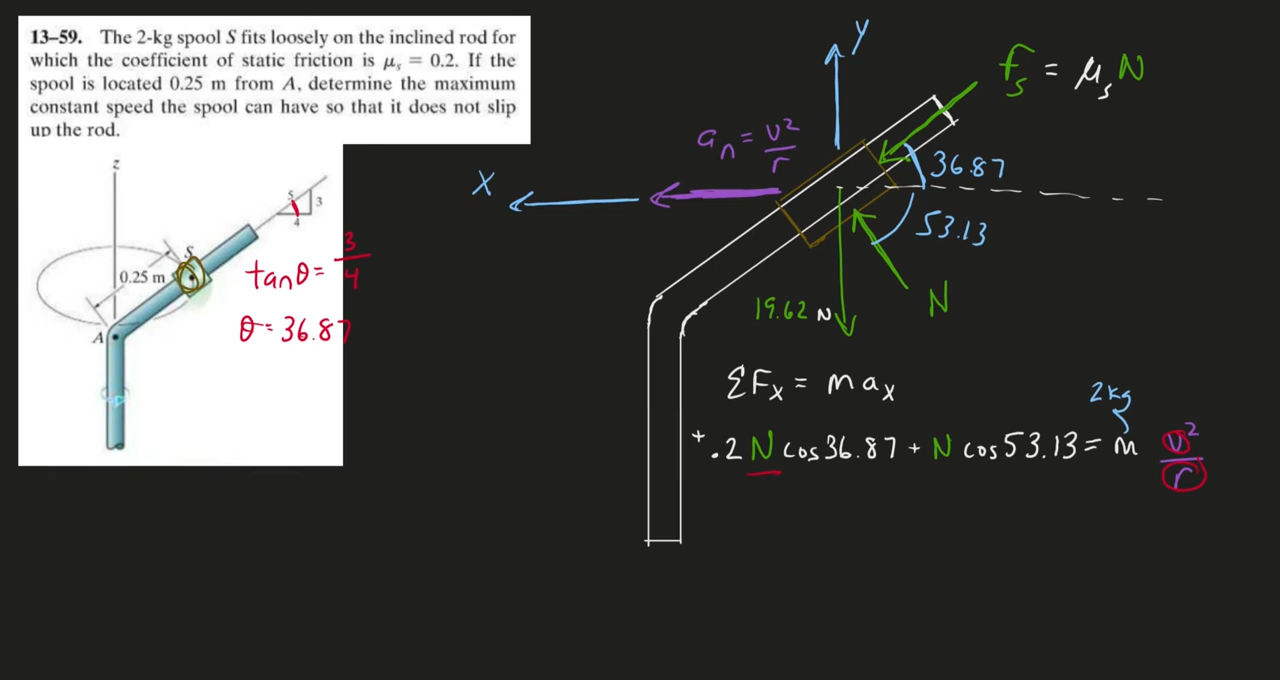 13–59. The 2-kg spool S fits loosely on the inclined rod for
which the coefficient of static friction is μs = 0.2. If the
spool is located 0.25 m from A, determine the maximum
constant speed the spool can have so that it does not slip
up the rod.
z
5
3
4
S
0.25 m
A
tanθ = 3/4
θ = 36.87
Y
X
an = v²/r
fs = μs N
36.87
53.13
19.62 N
N
ΣFx = max
2kg
+ .2 N cos36.87 + N cos53.13 = m v²/r